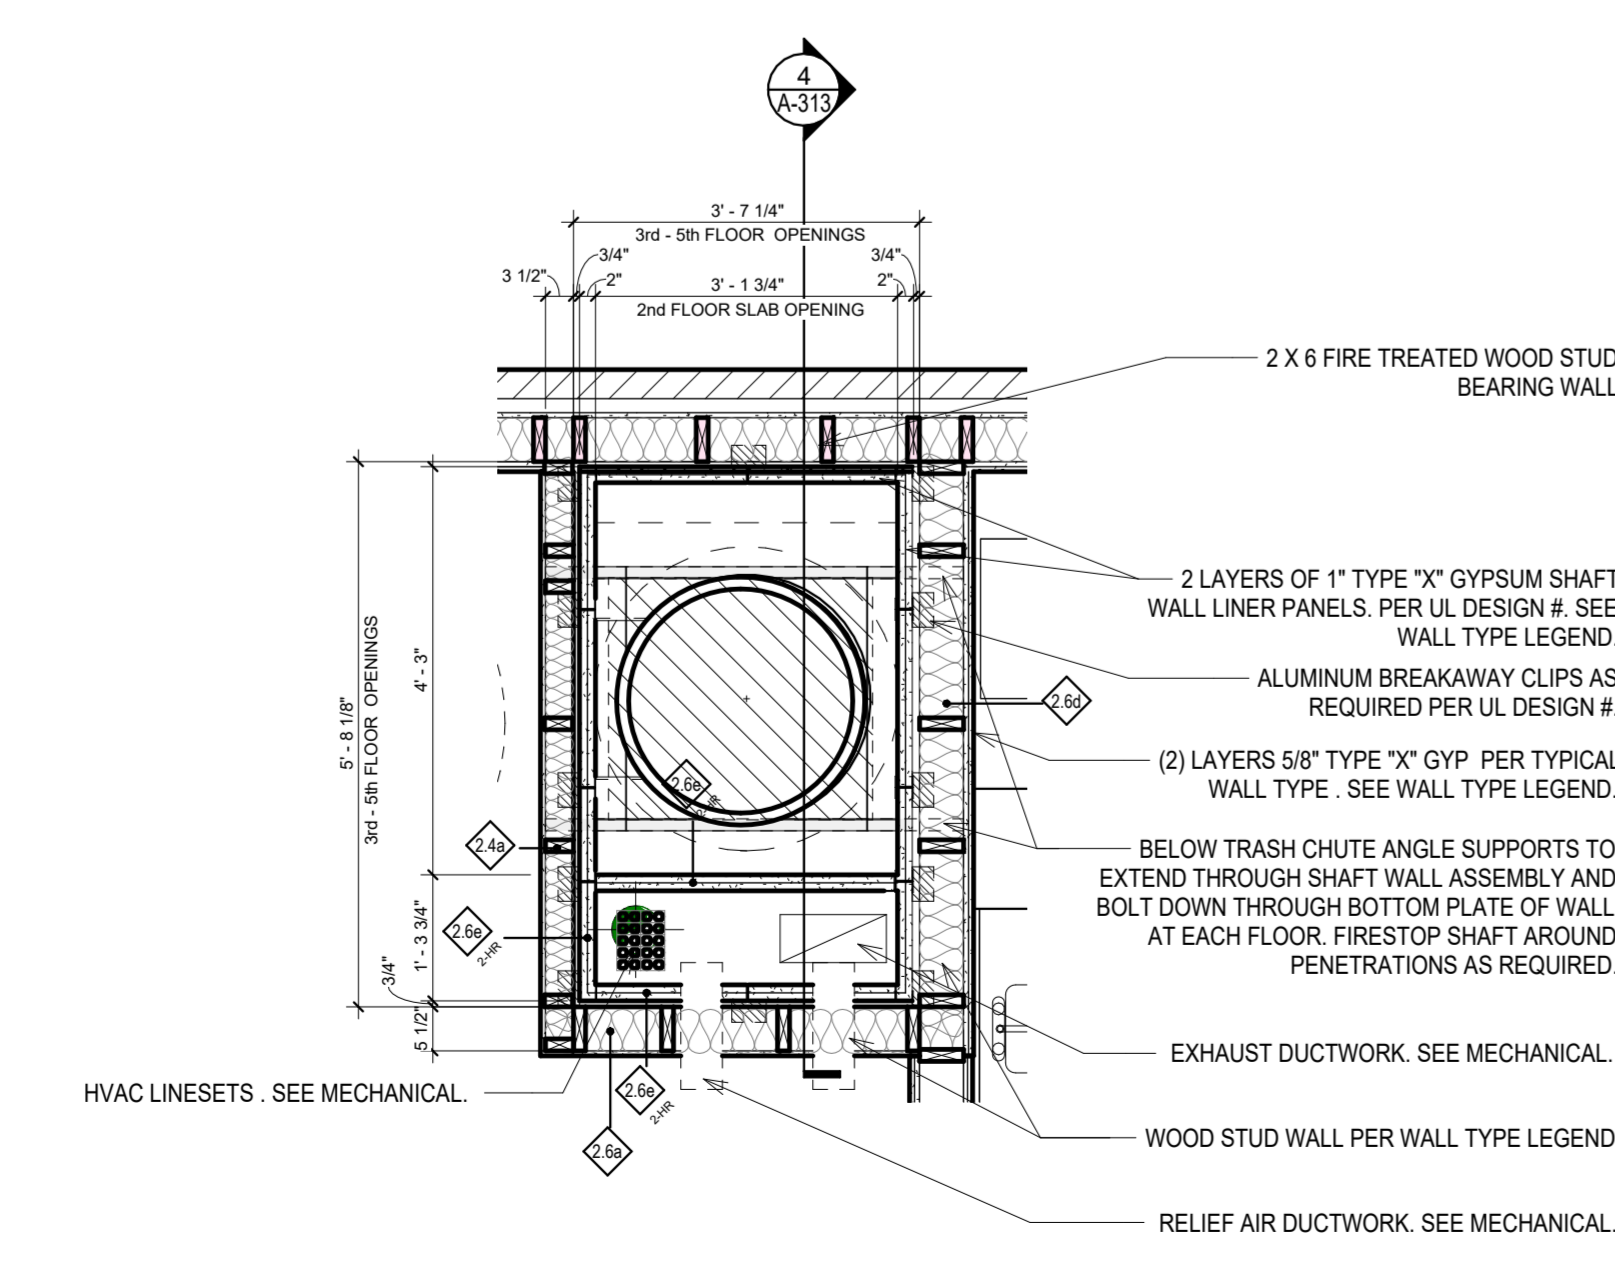 4
A-313
3' - 7 1/4"
3rd - 5th FLOOR OPENINGS
3/4"
3/4"
3 1/2"
2"
3' - 1 3/4"
2"
2nd FLOOR SLAB OPENING
2 X 6 FIRE TREATED WOOD STUD
BEARING WALL
2 LAYERS OF 1" TYPE "X" GYPSUM SHAFT
WALL LINER PANELS. PER UL DESIGN #. SEE
WALL TYPE LEGEND.
ALUMINUM BREAKAWAY CLIPS AS
REQUIRED PER UL DESIGN #.
2.6d
(2) LAYERS 5/8" TYPE "X" GYP PER TYPICAL
WALL TYPE . SEE WALL TYPE LEGEND.
BELOW TRASH CHUTE ANGLE SUPPORTS TO
EXTEND THROUGH SHAFT WALL ASSEMBLY AND
BOLT DOWN THROUGH BOTTOM PLATE OF WALL
AT EACH FLOOR. FIRESTOP SHAFT AROUND
PENETRATIONS AS REQUIRED.
EXHAUST DUCTWORK. SEE MECHANICAL.
WOOD STUD WALL PER WALL TYPE LEGEND
RELIEF AIR DUCTWORK. SEE MECHANICAL.
5' - 8 1/8"
3rd - 5th FLOOR OPENINGS
4' - 3"
1' - 3 3/4"
3/4"
5 1/2"
2.6e
2-HR
2.4a
2.6e
2-HR
HVAC LINESETS . SEE MECHANICAL.
2.6e
2-HR
2.6a